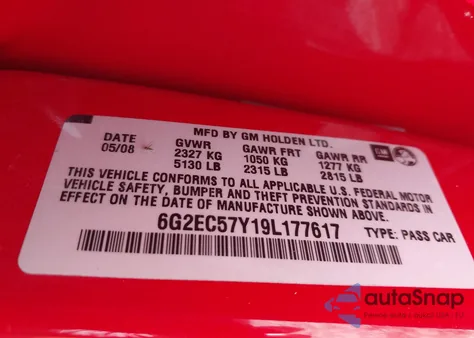 MFD BY GM HOLDEN LTD.
DATE GVWR GAWR FRT GAWR RR
05/08 2327 KG 1050 KG 1277 KG
5130 LB 2315 LB 2815 LB
THIS VEHICLE CONFORMS TO ALL APPLICABLE U.S. FEDERAL MOTOR
VEHICLE SAFETY, BUMPER AND THEFT PREVENTION STANDARDS IN
EFFECT ON THE DATE OF MANUFACTURE SHOWN ABOVE.
6G2EC57Y19L177617 TYPE: PASS CAR
GM
autoSnap